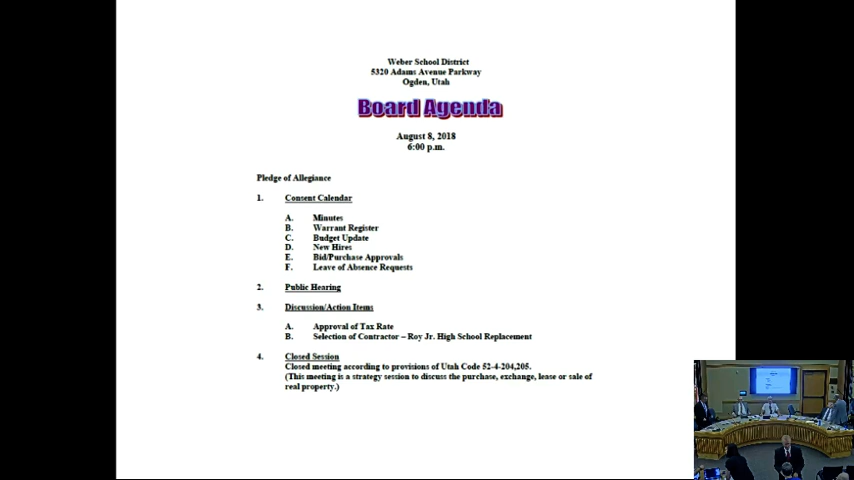 Weber School District
5320 Adams Avenue Parkway
Ogden, Utah
Board Agenda
August 8, 2018
6:00 p.m.
Pledge of Allegiance
1. Consent Calendar
A. Minutes
B. Warrant Register
C. Budget Update
D. New Hires
E. Bid/Purchase Approvals
F. Leave of Absence Requests
2. Public Hearing
3. Discussion/Action Items
A. Approval of Tax Rate
B. Selection of Contractor – Roy Jr. High School Replacement
4. Closed Session
Closed meeting according to provisions of Utah Code 52-4-204,205.
(This meeting is a strategy session to discuss the purchase, exchange, lease or sale of
real property.)